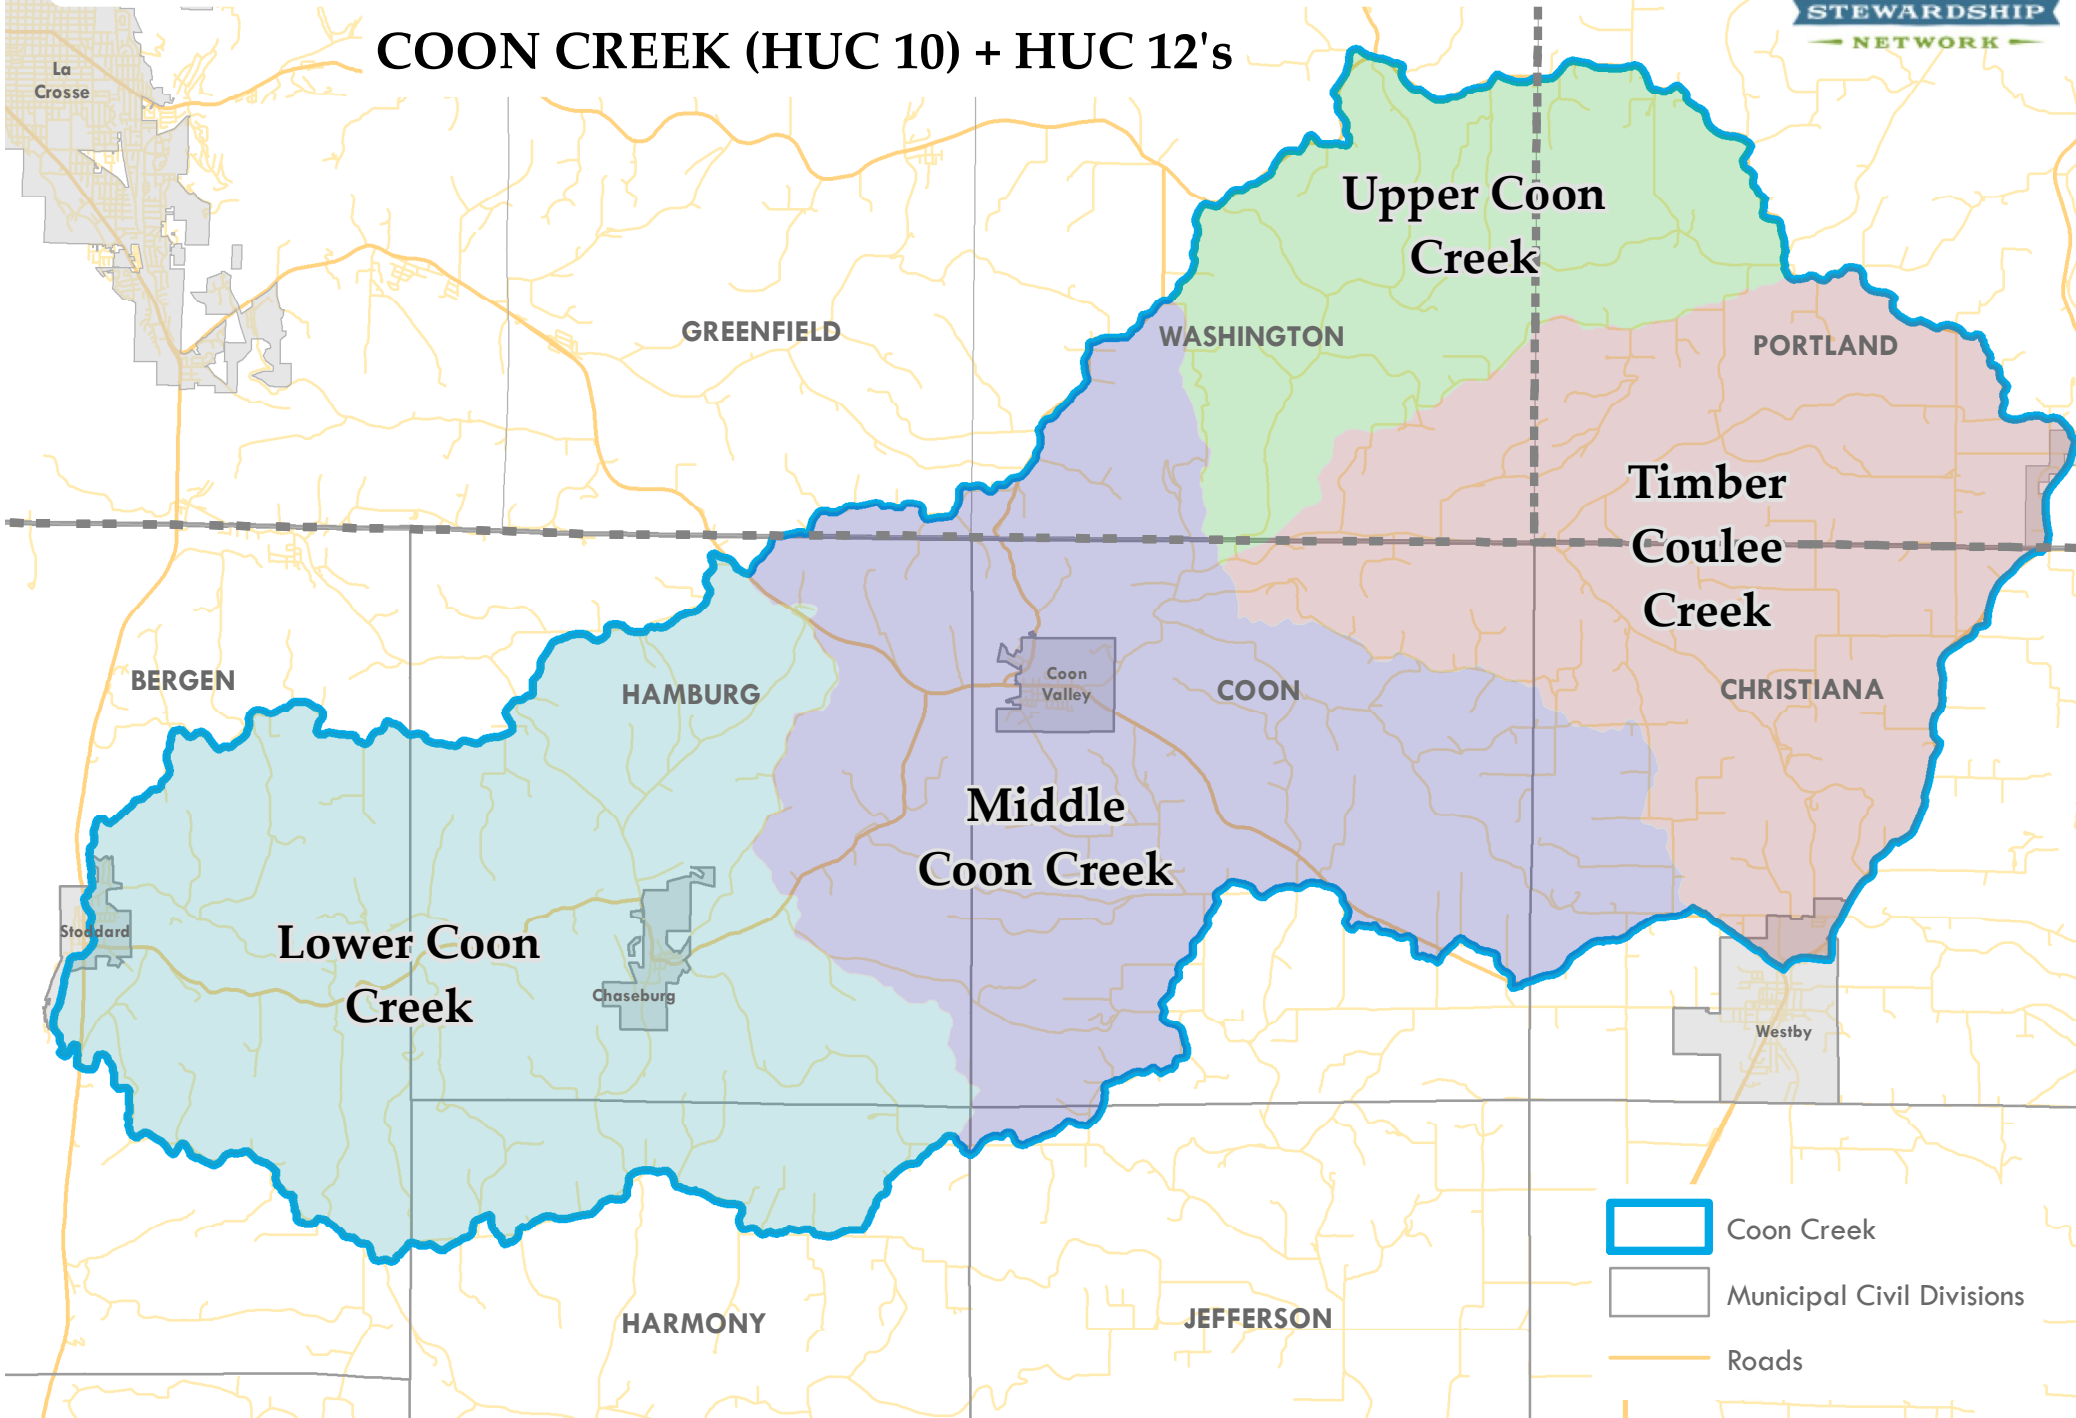 STEWARDSHIP
NETWORK
COON CREEK (HUC 10) + HUC 12's
La
Crosse
Upper Coon
Creek
GREENFIELD
WASHINGTON
PORTLAND
Timber
Coulee
Creek
BERGEN
HAMBURG
Coon
Valley
COON
CHRISTIANA
Middle
Coon Creek
Stoddard
Lower Coon
Creek
Chaseburg
Westby
HARMONY
JEFFERSON
Coon Creek
Municipal Civil Divisions
Roads